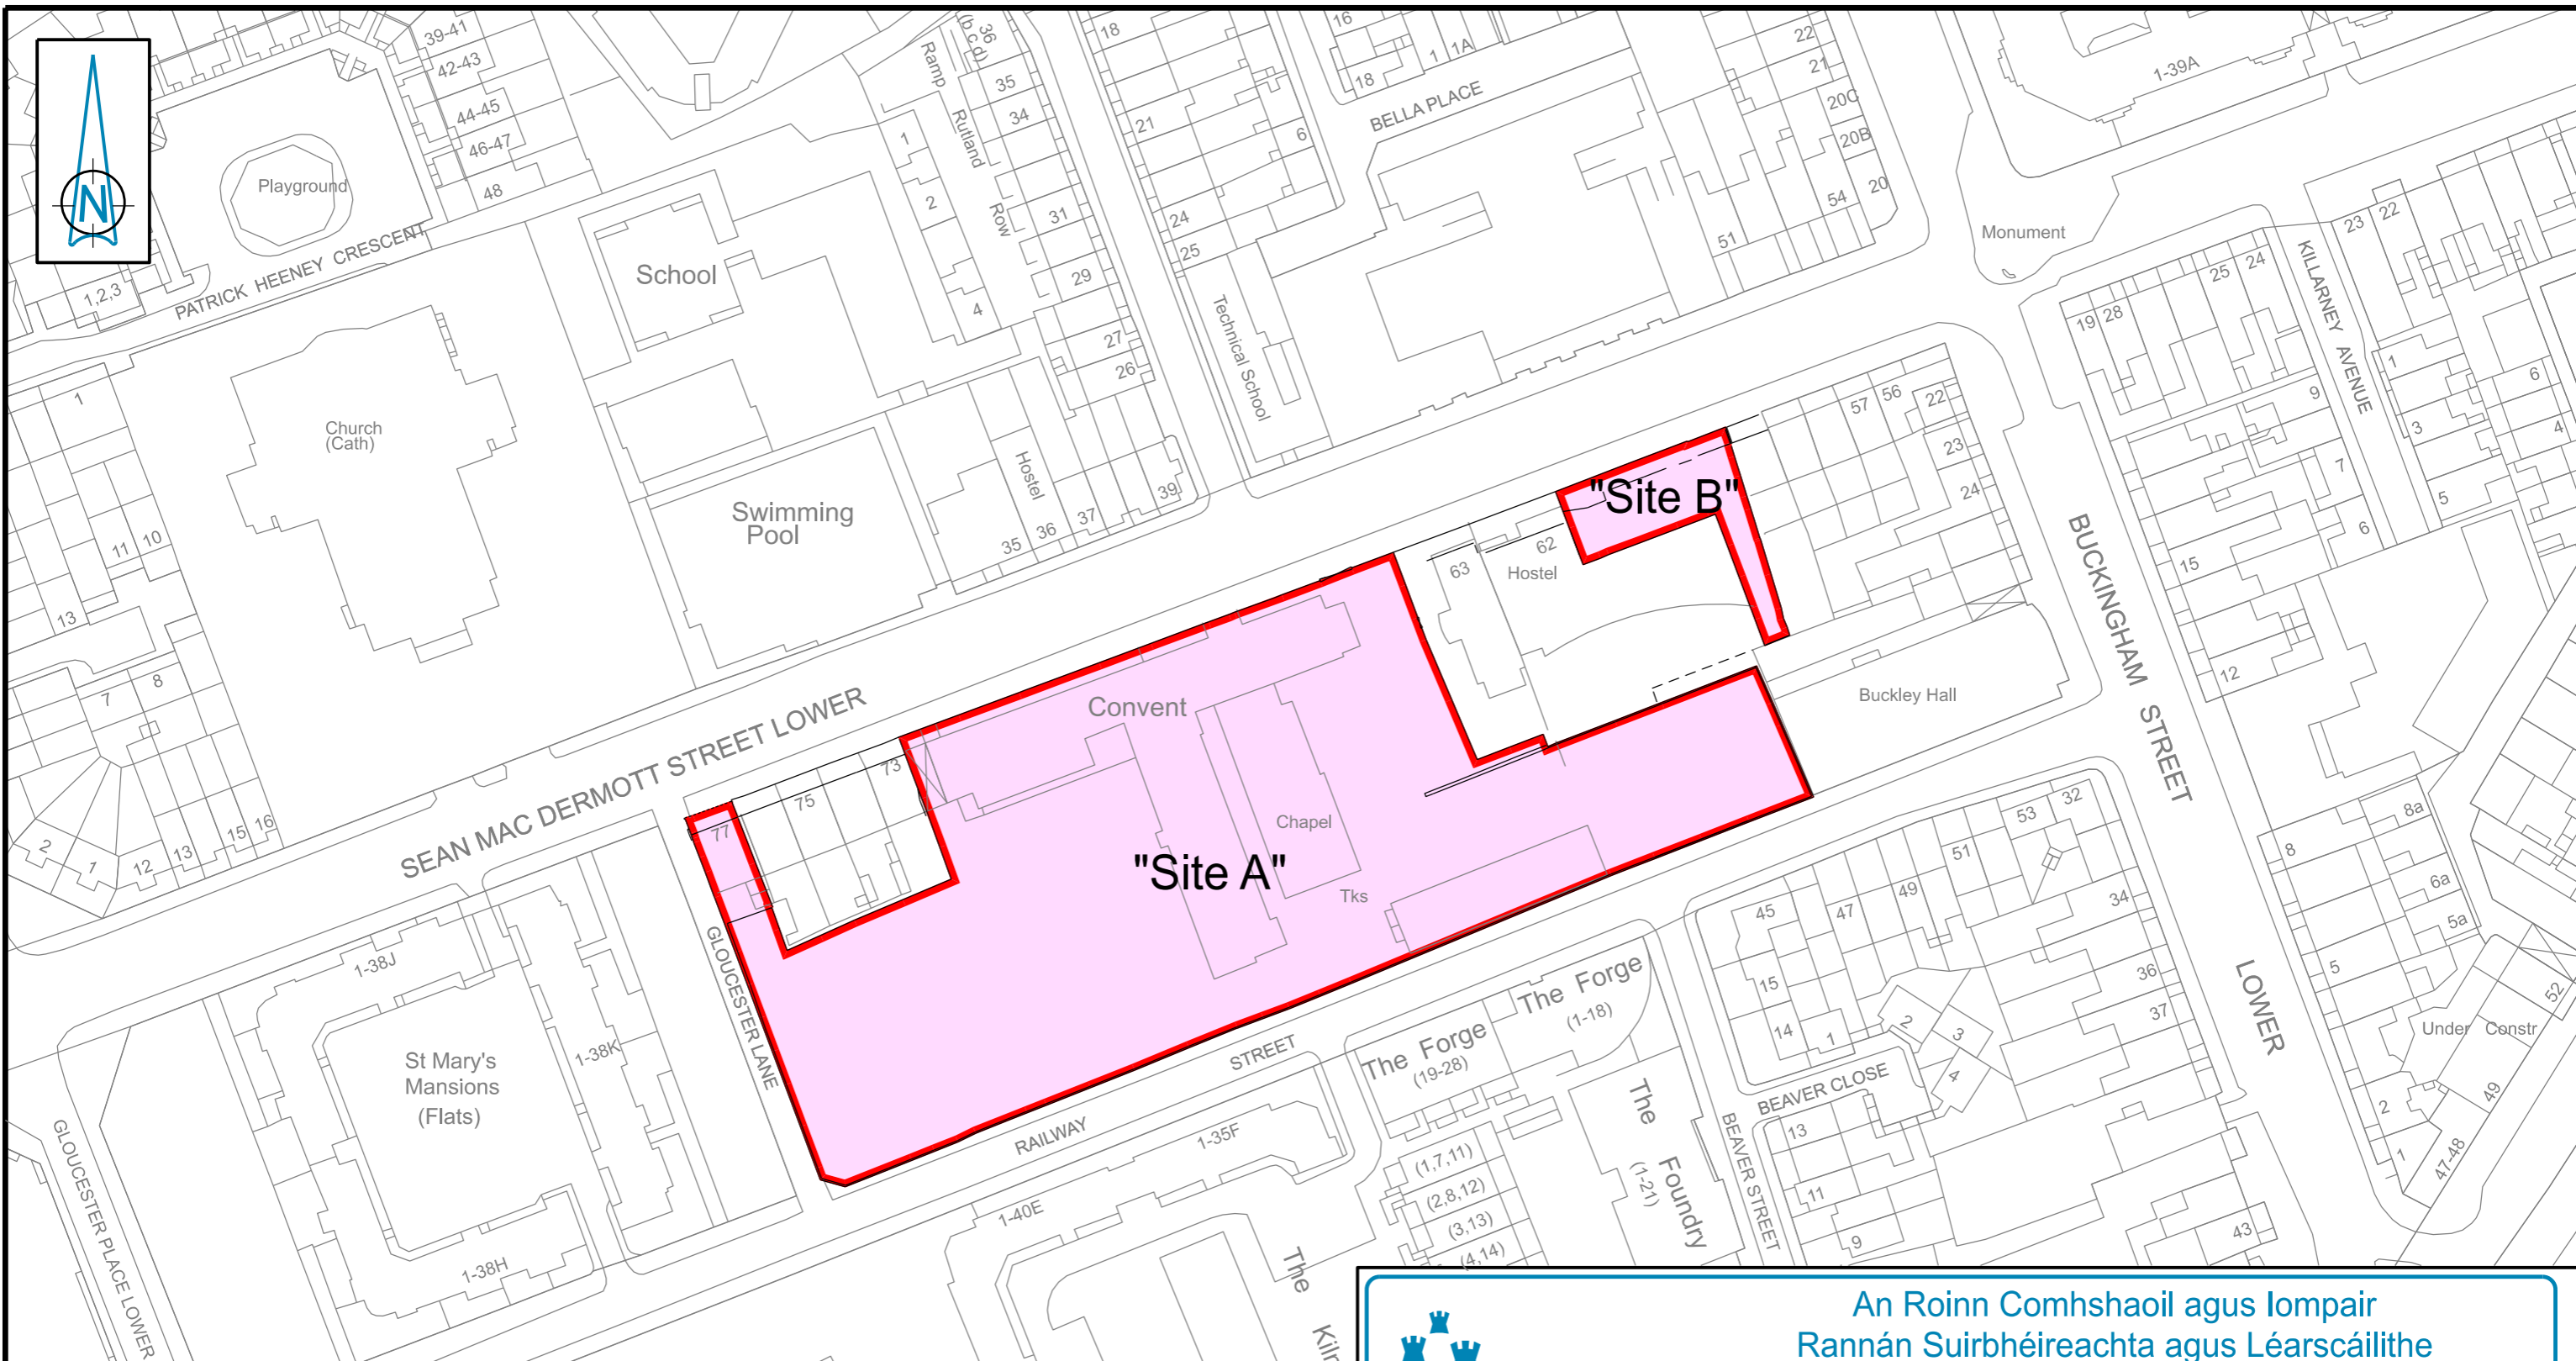 N
39-41
42-43
44-45
46-47
48
Playground
PATRICK HEENEY CRESCENT
1,2,3
School
Ramp
36
(b,c,d)
35
34
Rutland
Row
1
2
4
31
29
27
26
18
21
24
25
6
16
18
1
1A
BELLA PLACE
22
21
20C
20B
20
54
51
1-39A
Monument
Technical School
Church
(Cath)
1
11
10
13
7
8
2
1
12
13
15
16
Swimming
Pool
Hostel
35
36
37
39
SEAN MAC DERMOTT STREET LOWER
19
28
25
24
KILLARNEY AVENUE
23
22
1
3
5
6
4
9
7
6
15
12
57
56
22
23
24
"Site B"
63
62
Hostel
BUCKINGHAM STREET LOWER
Buckley Hall
Convent
Chapel
"Site A"
Tks
77
75
73
GLOUCESTER LANE
1-38J
1-38K
1-38H
St Mary's
Mansions
(Flats)
GLOUCESTER PLACE LOWER
RAILWAY STREET
1-35F
1-40E
The Forge
(19-28)
The Forge
(1-18)
(1,7,11)
(2,8,12)
(3,13)
(4,14)
The Foundry
(1-21)
The Kiln
45
47
49
51
53
32
34
36
37
15
14
1
2
3
4
BEAVER CLOSE
BEAVER STREET
13
11
9
43
8
8a
6a
5a
5
2
1
Under Constr
52
49
47-48
An Roinn Comhshaoil agus Iompair
Rannán Suirbhéireachta agus Léarscáilithe